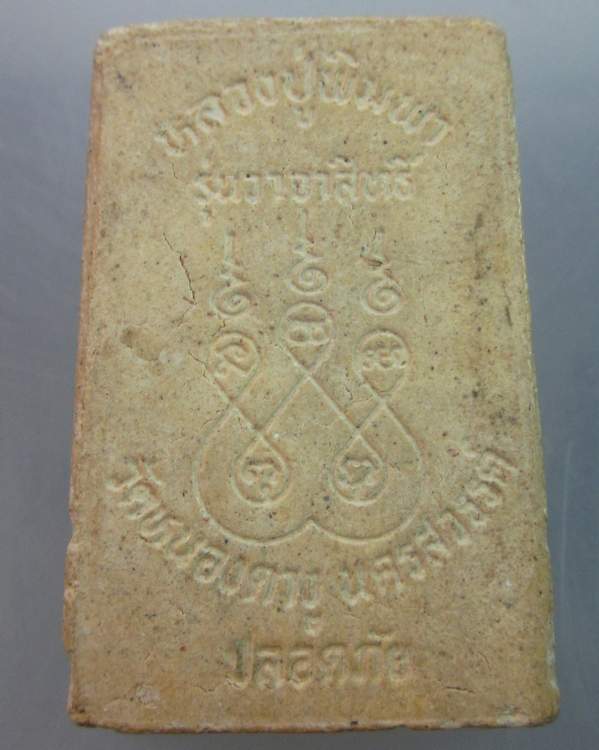 หลวงปู่พิมพา
รุ่นวาจาสิทธิ์
วัดหนองตางู นครสวรรค์
ปลอดภัย